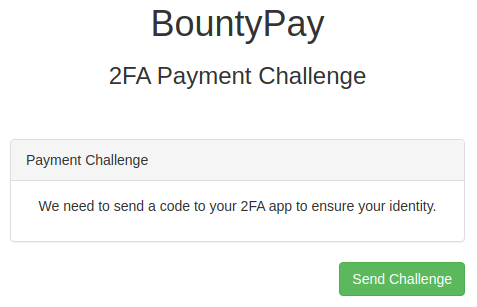 BountyPay
2FA Payment Challenge
Payment Challenge
We need to send a code to your 2FA app to ensure your identity.
Send Challenge